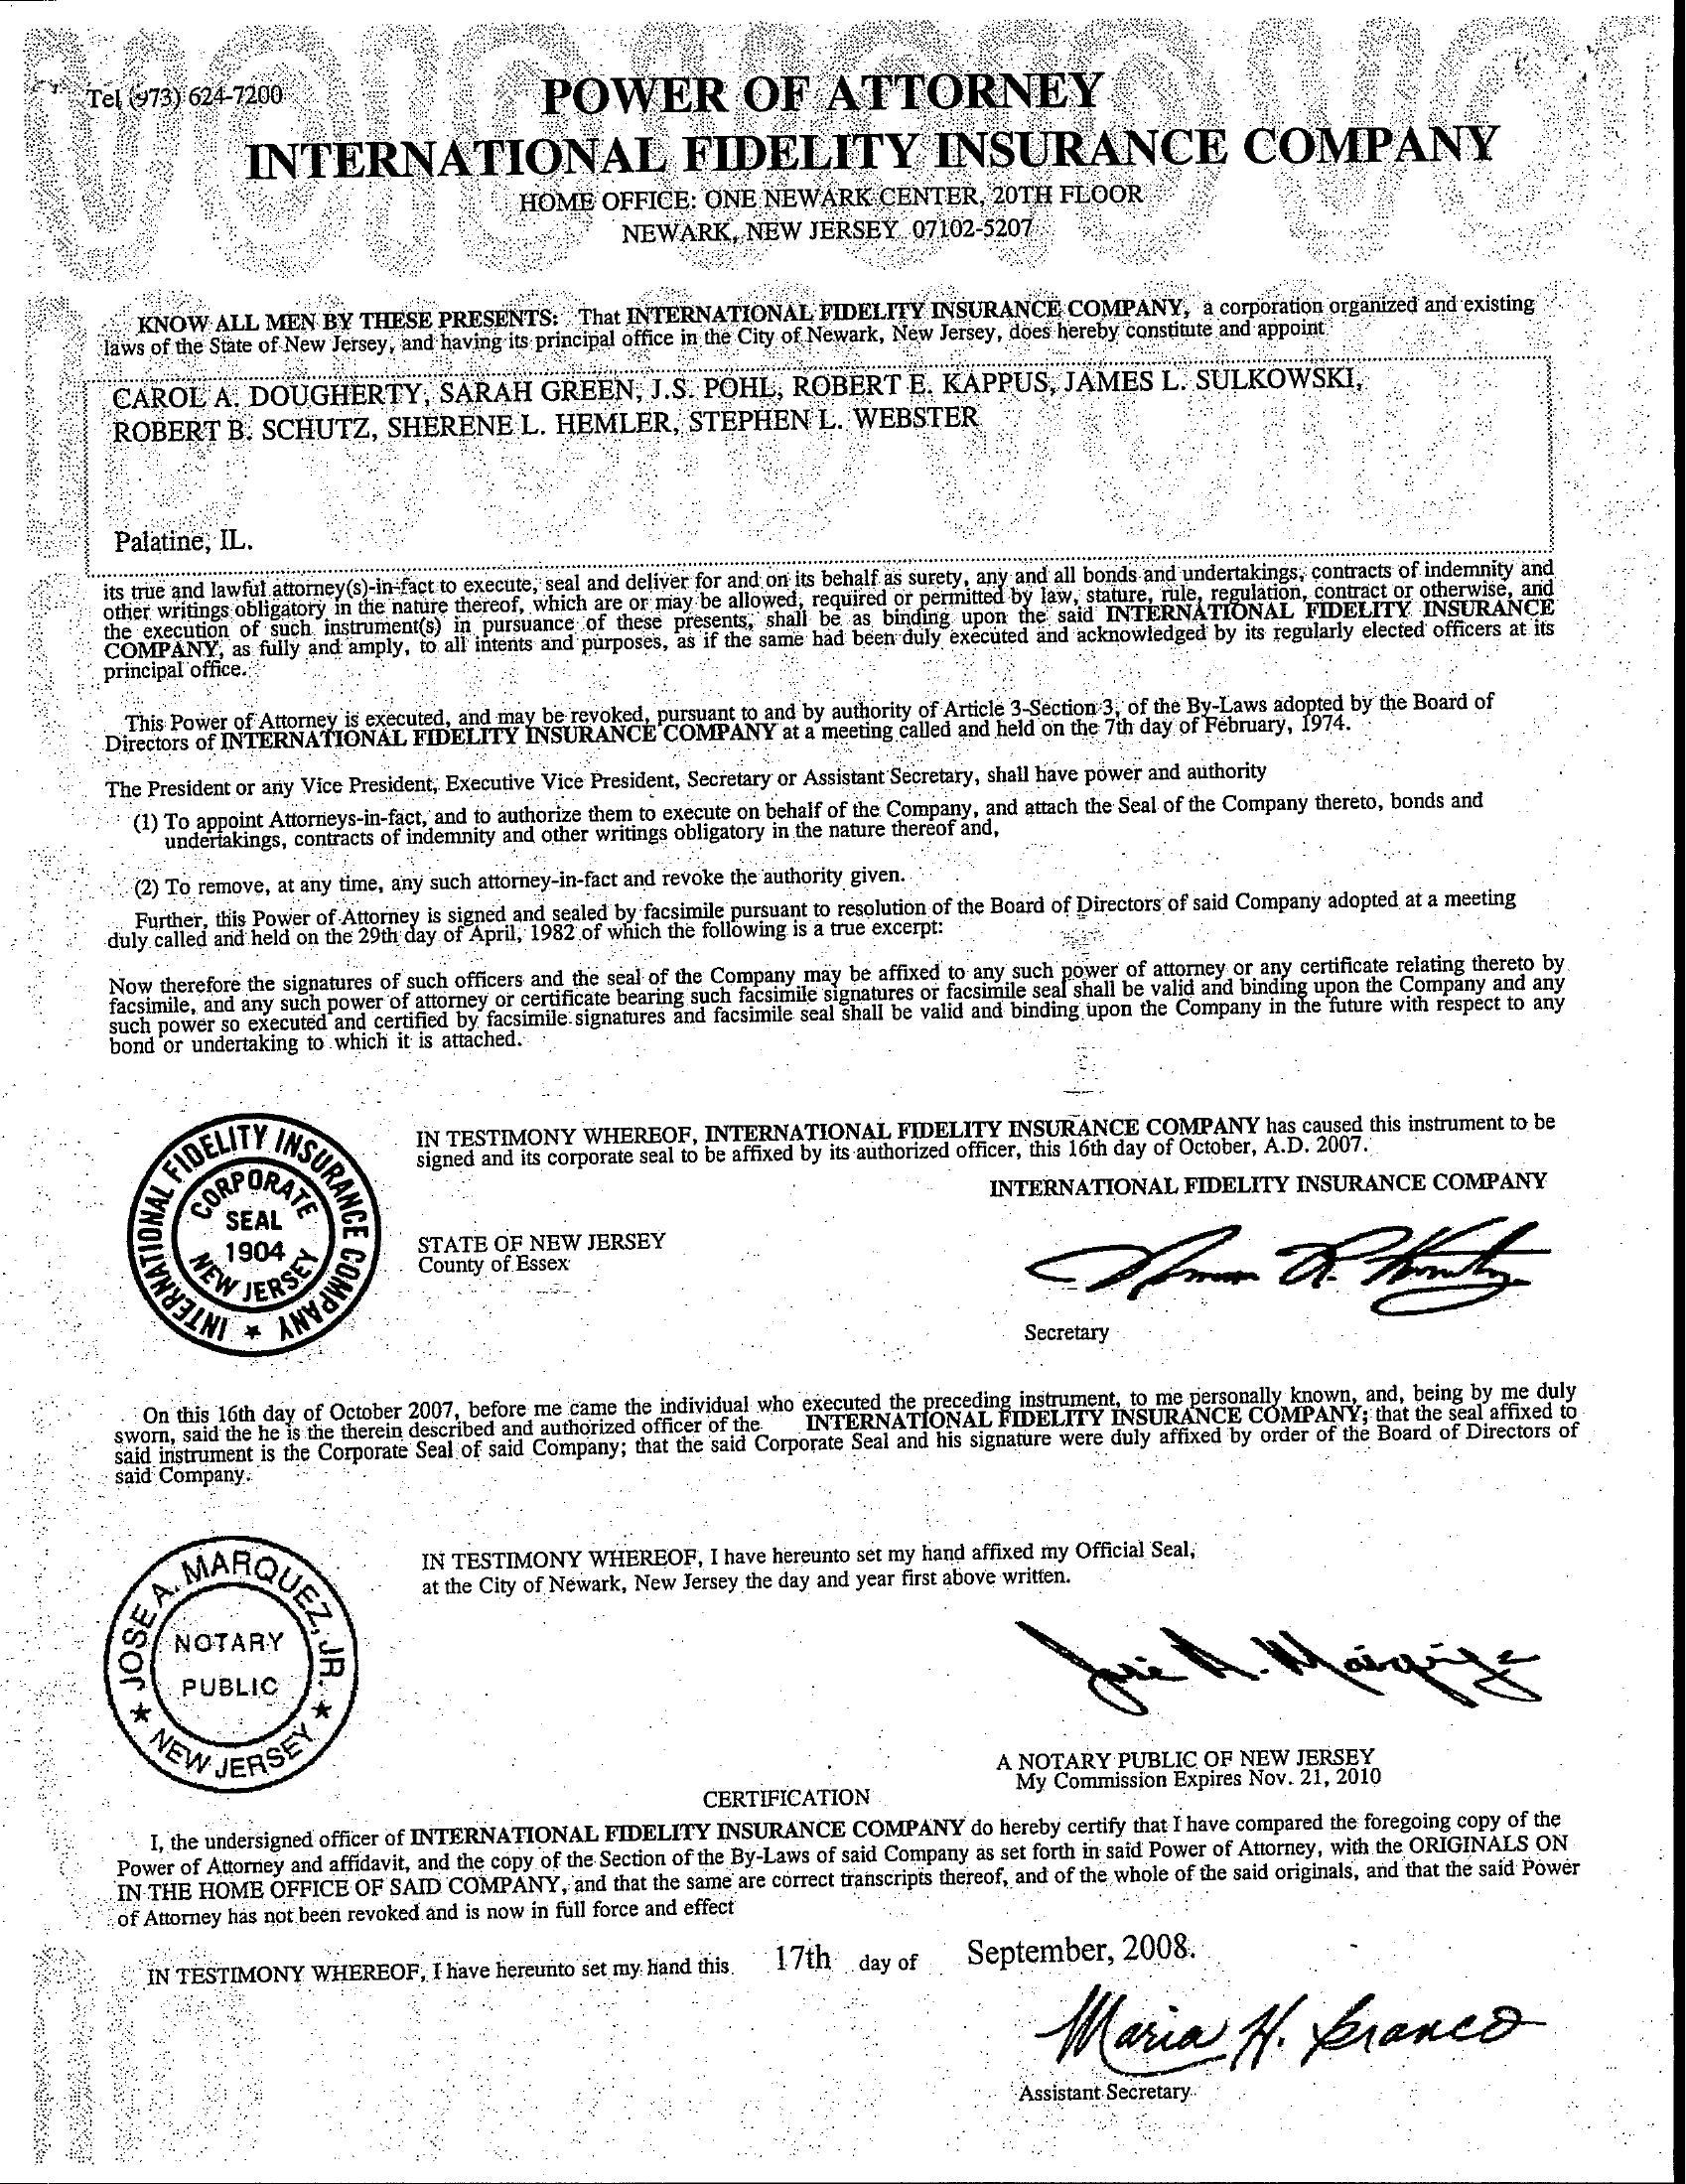 Tel (973) 624-7200
POWER OF ATTORNEY
INTERNATIONAL FIDELITY INSURANCE COMPANY
HOME OFFICE: ONE NEWARK CENTER, 20TH FLOOR
NEWARK, NEW JERSEY 07102-5207
KNOW ALL MEN BY THESE PRESENTS: That INTERNATIONAL FIDELITY INSURANCE COMPANY, a corporation organized and existing
laws of the State of New Jersey, and having its principal office in the City of Newark, New Jersey, does hereby constitute and appoint
CAROL A. DOUGHERTY, SARAH GREEN, J.S. POHL, ROBERT E. KAPPUS, JAMES L. SULKOWSKI,
ROBERT B. SCHUTZ, SHERENE L. HEMLER, STEPHEN L. WEBSTER
Palatine, IL.
its true and lawful attorney(s)-in-fact to execute, seal and deliver for and on its behalf as surety, any and all bonds and undertakings, contracts of indemnity and
other writings obligatory in the nature thereof, which are or may be allowed, required or permitted by law, stature, rule, regulation, contract or otherwise, and
the execution of such instrument(s) in pursuance of these presents, shall be as binding upon the said INTERNATIONAL FIDELITY INSURANCE
COMPANY, as fully and amply, to all intents and purposes, as if the same had been duly executed and acknowledged by its regularly elected officers at its
principal office.
This Power of Attorney is executed, and may be revoked, pursuant to and by authority of Article 3-Section 3, of the By-Laws adopted by the Board of
Directors of INTERNATIONAL FIDELITY INSURANCE COMPANY at a meeting called and held on the 7th day of February, 1974.
The President or any Vice President, Executive Vice President, Secretary or Assistant Secretary, shall have power and authority
(1) To appoint Attorneys-in-fact, and to authorize them to execute on behalf of the Company, and attach the Seal of the Company thereto, bonds and
undertakings, contracts of indemnity and other writings obligatory in the nature thereof and,
(2) To remove, at any time, any such attorney-in-fact and revoke the authority given.
Further, this Power of Attorney is signed and sealed by facsimile pursuant to resolution of the Board of Directors of said Company adopted at a meeting
duly called and held on the 29th day of April, 1982 of which the following is a true excerpt:
Now therefore the signatures of such officers and the seal of the Company may be affixed to any such power of attorney or any certificate relating thereto by
facsimile, and any such power of attorney or certificate bearing such facsimile signatures or facsimile seal shall be valid and binding upon the Company and any
such power so executed and certified by facsimile signatures and facsimile seal shall be valid and binding upon the Company in the future with respect to any
bond or undertaking to which it is attached.
INTERNATIONAL FIDELITY INSURANCE COMPANY
CORPORATE
SEAL
1904
NEW JERSEY
IN TESTIMONY WHEREOF, INTERNATIONAL FIDELITY INSURANCE COMPANY has caused this instrument to be
signed and its corporate seal to be affixed by its authorized officer, this 16th day of October, A.D. 2007.
INTERNATIONAL FIDELITY INSURANCE COMPANY
STATE OF NEW JERSEY
County of Essex
Secretary
On this 16th day of October 2007, before me came the individual who executed the preceding instrument, to me personally known, and, being by me duly
sworn, said the he is the therein described and authorized officer of the INTERNATIONAL FIDELITY INSURANCE COMPANY; that the seal affixed to
said instrument is the Corporate Seal of said Company; that the said Corporate Seal and his signature were duly affixed by order of the Board of Directors of
said Company.
JOSE A. MARQUEZ, JR.
NOTARY
PUBLIC
NEW JERSEY
IN TESTIMONY WHEREOF, I have hereunto set my hand affixed my Official Seal,
at the City of Newark, New Jersey the day and year first above written.
A NOTARY PUBLIC OF NEW JERSEY
My Commission Expires Nov. 21, 2010
CERTIFICATION
I, the undersigned officer of INTERNATIONAL FIDELITY INSURANCE COMPANY do hereby certify that I have compared the foregoing copy of the
Power of Attorney and affidavit, and the copy of the Section of the By-Laws of said Company as set forth in said Power of Attorney, with the ORIGINALS ON
IN THE HOME OFFICE OF SAID COMPANY, and that the same are correct transcripts thereof, and of the whole of the said originals, and that the said Power
of Attorney has not been revoked and is now in full force and effect
IN TESTIMONY WHEREOF, I have hereunto set my hand this 17th day of September, 2008.
Maria H. Branco
Assistant Secretary